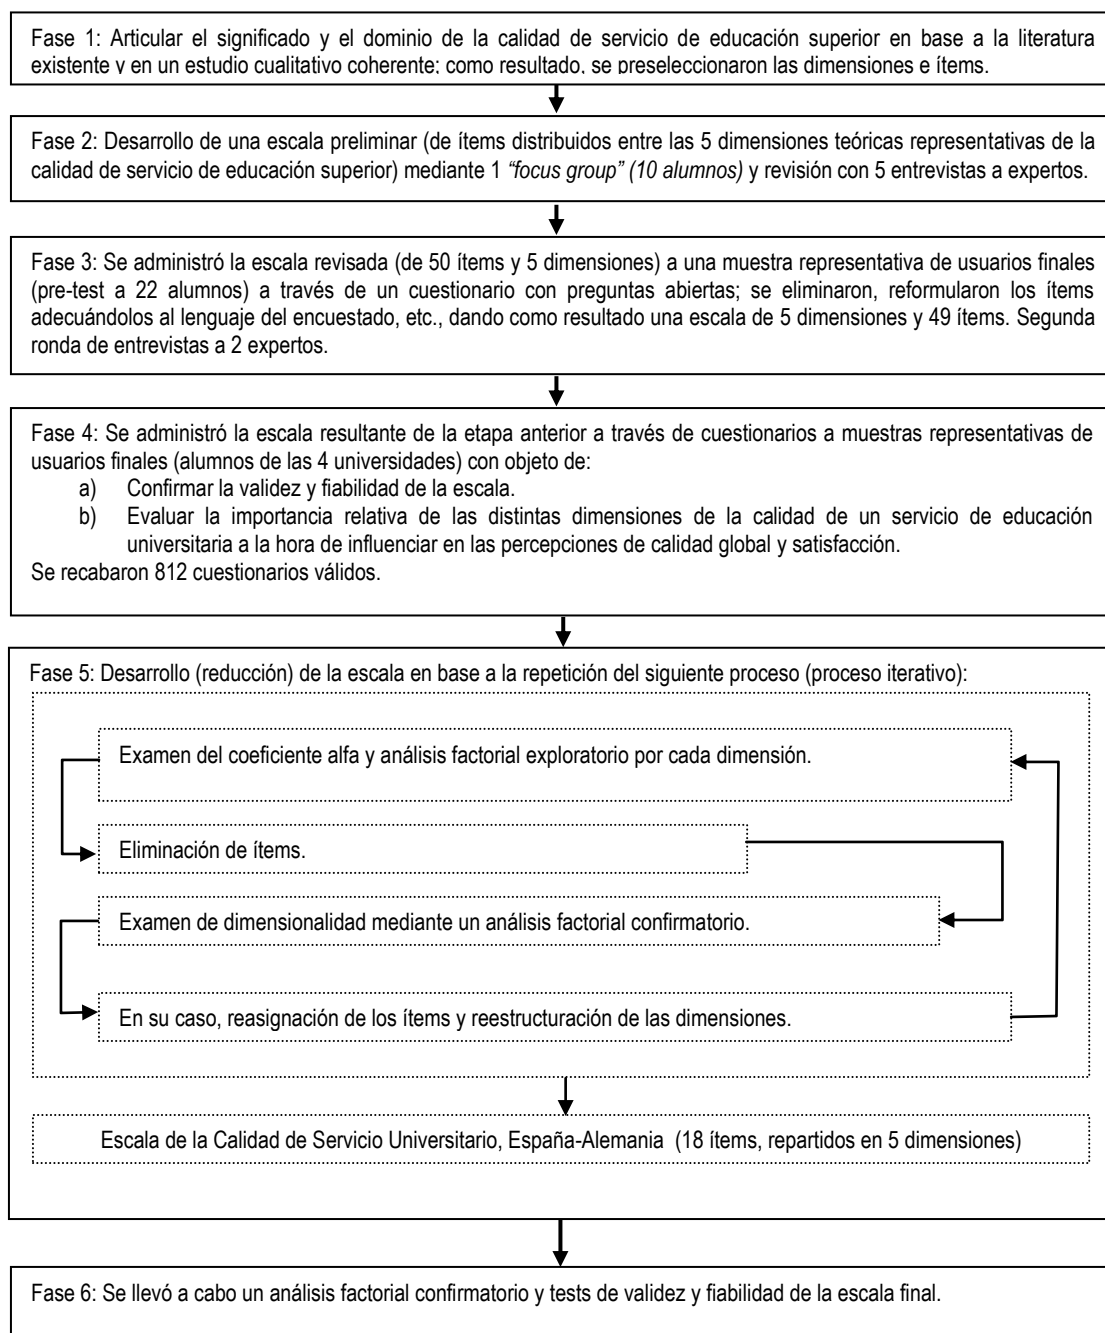 Fase 1: Articular el significado y el dominio de la calidad de servicio de educación superior en base a la literatura
existente y en un estudio cualitativo coherente; como resultado, se preseleccionaron las dimensiones e ítems.
Fase 2: Desarrollo de una escala preliminar (de ítems distribuidos entre las 5 dimensiones teóricas representativas de la
calidad de servicio de educación superior) mediante 1 “focus group” (10 alumnos) y revisión con 5 entrevistas a expertos.
Fase 3: Se administró la escala revisada (de 50 ítems y 5 dimensiones) a una muestra representativa de usuarios finales
(pre-test a 22 alumnos) a través de un cuestionario con preguntas abiertas; se eliminaron, reformularon los ítems
adecuándolos al lenguaje del encuestado, etc., dando como resultado una escala de 5 dimensiones y 49 ítems. Segunda
ronda de entrevistas a 2 expertos.
Fase 4: Se administró la escala resultante de la etapa anterior a través de cuestionarios a muestras representativas de
usuarios finales (alumnos de las 4 universidades) con objeto de:
a) Confirmar la validez y fiabilidad de la escala.
b) Evaluar la importancia relativa de las distintas dimensiones de la calidad de un servicio de educación
universitaria a la hora de influenciar en las percepciones de calidad global y satisfacción.
Se recabaron 812 cuestionarios válidos.
Fase 5: Desarrollo (reducción) de la escala en base a la repetición del siguiente proceso (proceso iterativo):
Examen del coeficiente alfa y análisis factorial exploratorio por cada dimensión.
Eliminación de ítems.
Examen de dimensionalidad mediante un análisis factorial confirmatorio.
En su caso, reasignación de los ítems y reestructuración de las dimensiones.
Escala de la Calidad de Servicio Universitario, España-Alemania (18 ítems, repartidos en 5 dimensiones)
Fase 6: Se llevó a cabo un análisis factorial confirmatorio y tests de validez y fiabilidad de la escala final.